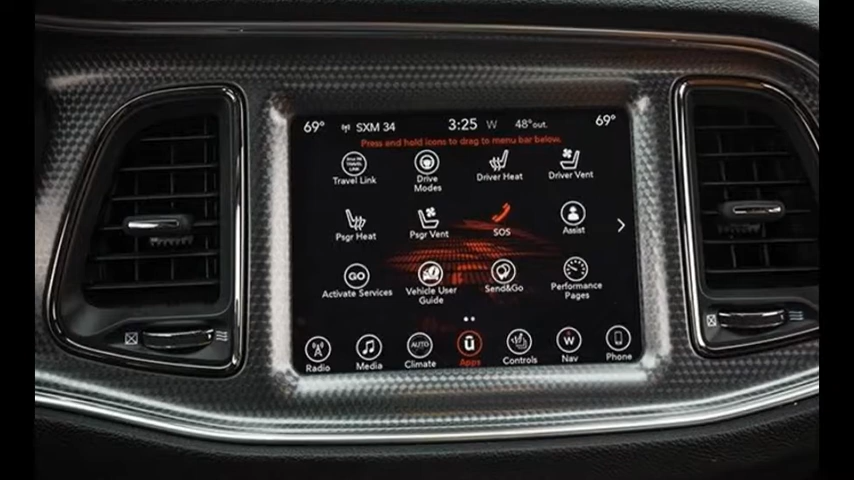 69° SXM 34 3:25 W 48°out. 69°
Press and hold icons to drag to menu bar below.
Travel Link
Drive
Modes
Driver Heat
Driver Vent
Psgr Heat
Psgr Vent
SOS
Assist
GO
Activate Services
Vehicle User
Guide
Send&Go
Performance
Pages
Radio
Media
AUTO
Climate
ū
Apps
Controls
W
Nav
Phone